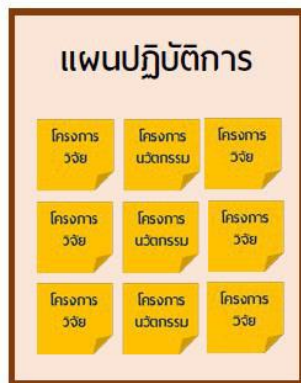 แผนปฏิบัติการ
โครงการ
วิจัย
โครงการ
นวัตกรรม
โครงการ
วิจัย
โครงการ
วิจัย
โครงการ
นวัตกรรม
โครงการ
วิจัย
โครงการ
วิจัย
โครงการ
นวัตกรรม
โครงการ
วิจัย